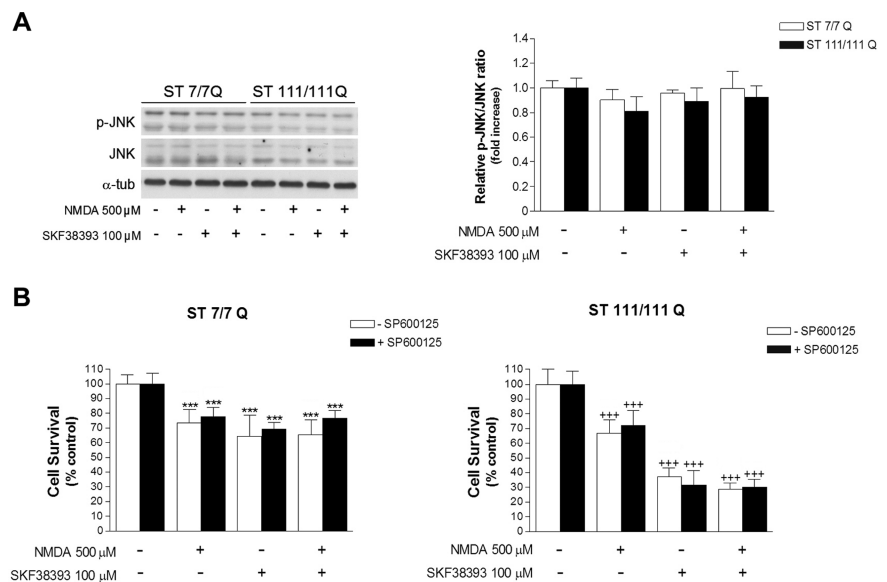 A
ST 7/7Q ST 111/111Q
p-JNK
JNK
α-tub
NMDA 500 µM - + - + - + - +
SKF38393 100 µM - - + + - - + +
ST 7/7 Q
ST 111/111 Q
Relative p-JNK/JNK ratio
(fold increase)
1.4
1.2
1.0
0.8
0.6
0.4
0.2
0
NMDA 500 µM - + - +
SKF38393 100 µM - - + +
B
ST 7/7 Q
- SP600125
+ SP600125
Cell Survival
(% control)
110
100
90
80
70
60
50
40
30
20
10
0
*** *** *** *** *** ***
NMDA 500 µM - + - +
SKF38393 100 µM - - + +
ST 111/111 Q
- SP600125
+ SP600125
Cell Survival
(% control)
110
100
90
80
70
60
50
40
30
20
10
0
+++ +++ +++ +++ +++ +++
NMDA 500 µM - + - +
SKF38393 100 µM - - + +